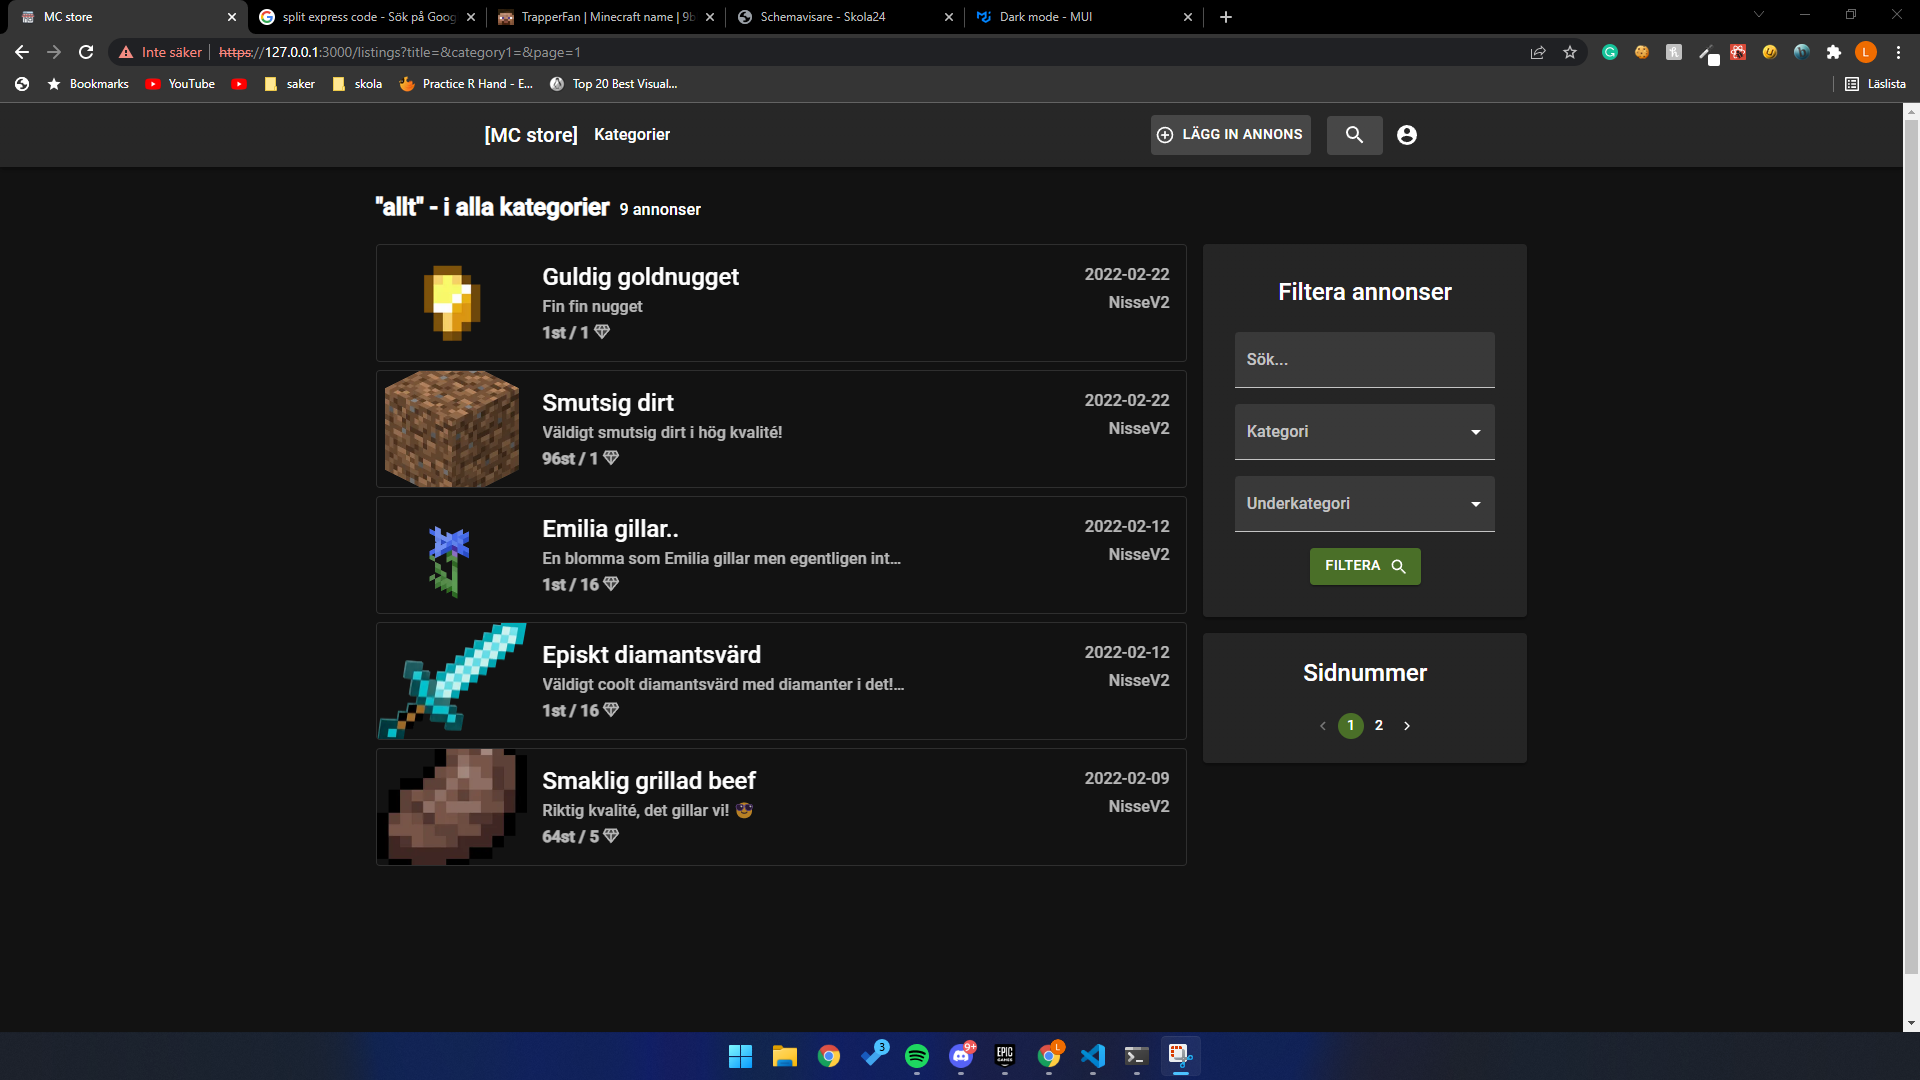 MC store
split express code - Sök på Goog
TrapperFan | Minecraft name | 9b
Schemavisare - Skola24
Dark mode - MUI
Inte säker
https://127.0.0.1:3000/listings?title=&category1=&page=1
L
Bookmarks
YouTube
saker
skola
Practice R Hand - E...
Top 20 Best Visual...
Läslista
[MC store]
Kategorier
LÄGG IN ANNONS
"allt" - i alla kategorier 9 annonser
Guldig goldnugget
Fin fin nugget
1st / 1
2022-02-22
NisseV2
Smutsig dirt
Väldigt smutsig dirt i hög kvalité!
96st / 1
2022-02-22
NisseV2
Emilia gillar..
En blomma som Emilia gillar men egentligen int...
1st / 16
2022-02-12
NisseV2
Episkt diamantsvärd
Väldigt coolt diamantsvärd med diamanter i det!...
1st / 16
2022-02-12
NisseV2
Smaklig grillad beef
Riktig kvalité, det gillar vi! 😎
64st / 5
2022-02-09
NisseV2
Filtera annonser
Sök...
Kategori
Underkategori
FILTERA
Sidnummer
1 2
3
9+
EPIC GAMES
L